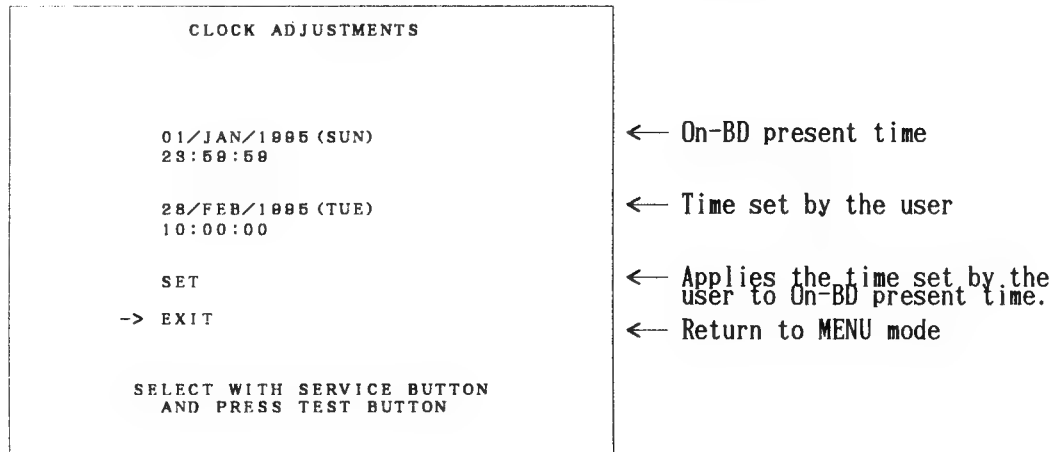 CLOCK ADJUSTMENTS
01/JAN/1995 (SUN)
23:59:59
← On-BD present time
28/FEB/1995 (TUE)
10:00:00
← Time set by the user
SET
← Applies the time set by the
user to On-BD present time.
-> EXIT
← Return to MENU mode
SELECT WITH SERVICE BUTTON
AND PRESS TEST BUTTON